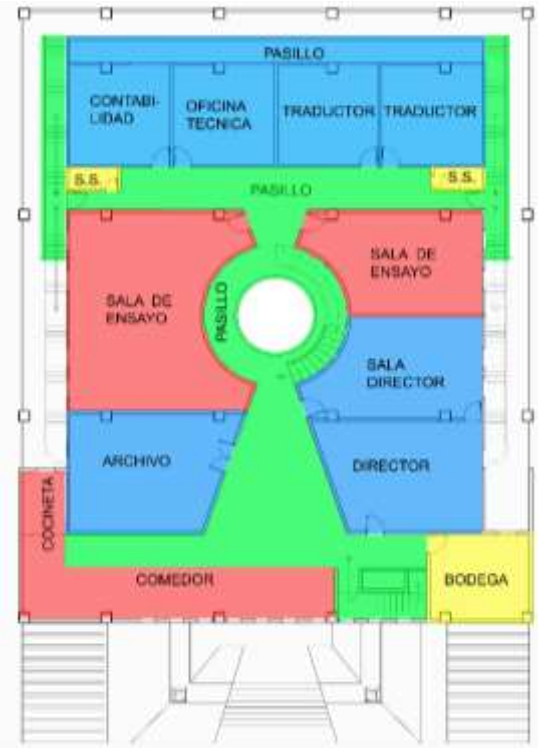 PASILLO
CONTABI-
LIDAD
OFICINA
TECNICA
TRADUCTOR
TRADUCTOR
S.S.
PASILLO
S.S.
SALA DE
ENSAYO
PASILLO
SALA DE
ENSAYO
SALA
DIRECTOR
ARCHIVO
DIRECTOR
COCINETA
COMEDOR
BODEGA